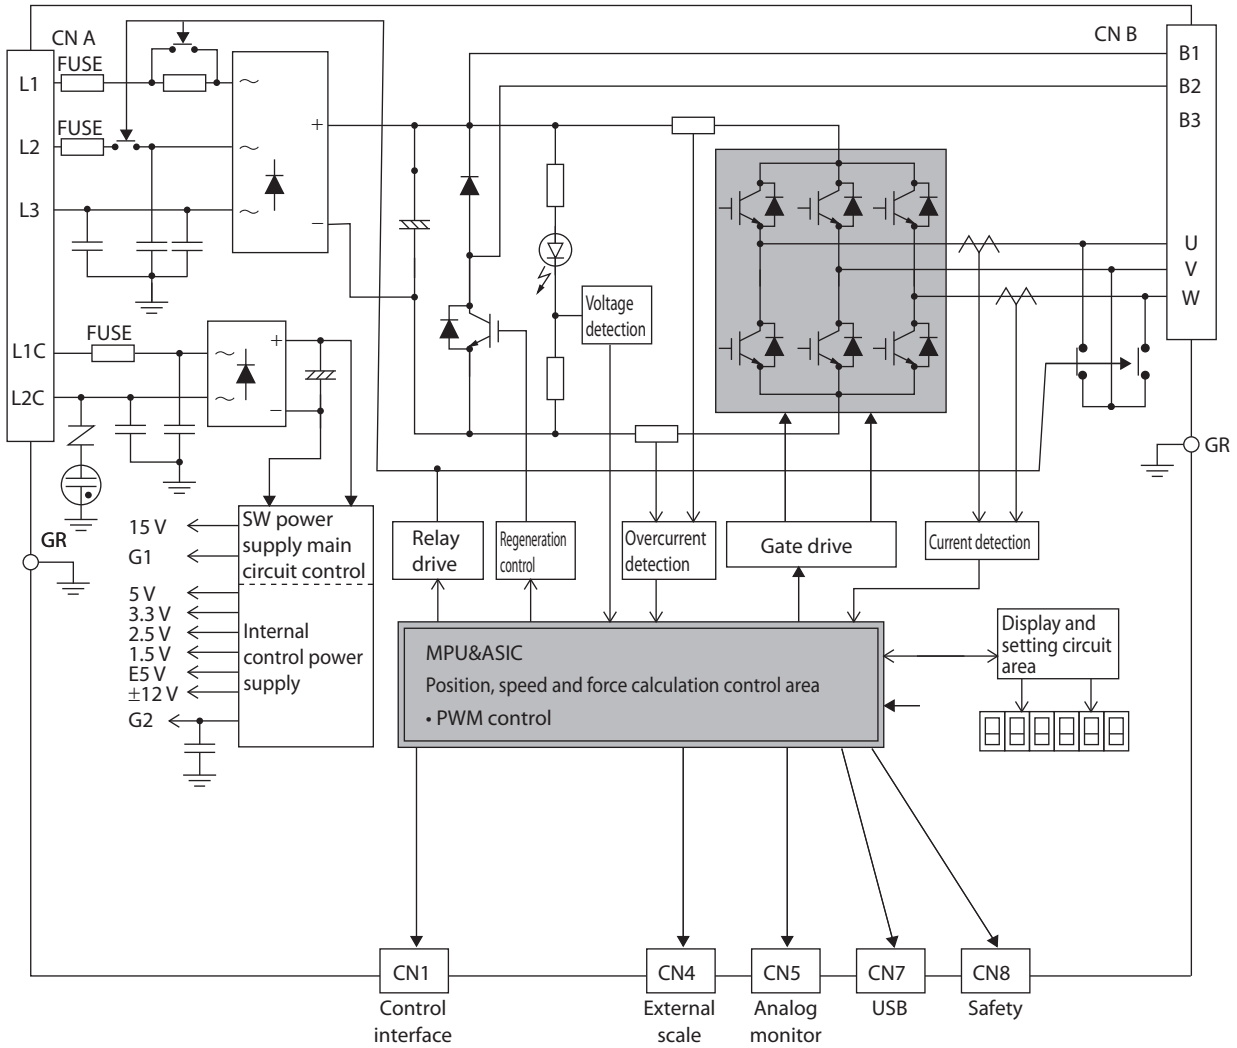 CN A
CN B
FUSE
L1
B1
B2
B3
FUSE
L2
L3
+
−
U
V
W
Voltage
detection
FUSE
L1C
L2C
+
−
GR
GR
15 V
G1
5 V
3.3 V
2.5 V
1.5 V
E5 V
±12 V
G2
SW power
supply main
circuit control
Internal
control power
supply
Relay
drive
Regeneration
control
Overcurrent
detection
Gate drive
Current detection
MPU&ASIC
Position, speed and force calculation control area
• PWM control
Display and
setting circuit
area
CN1
CN4
CN5
CN7
CN8
Control
interface
External
scale
Analog
monitor
USB
Safety